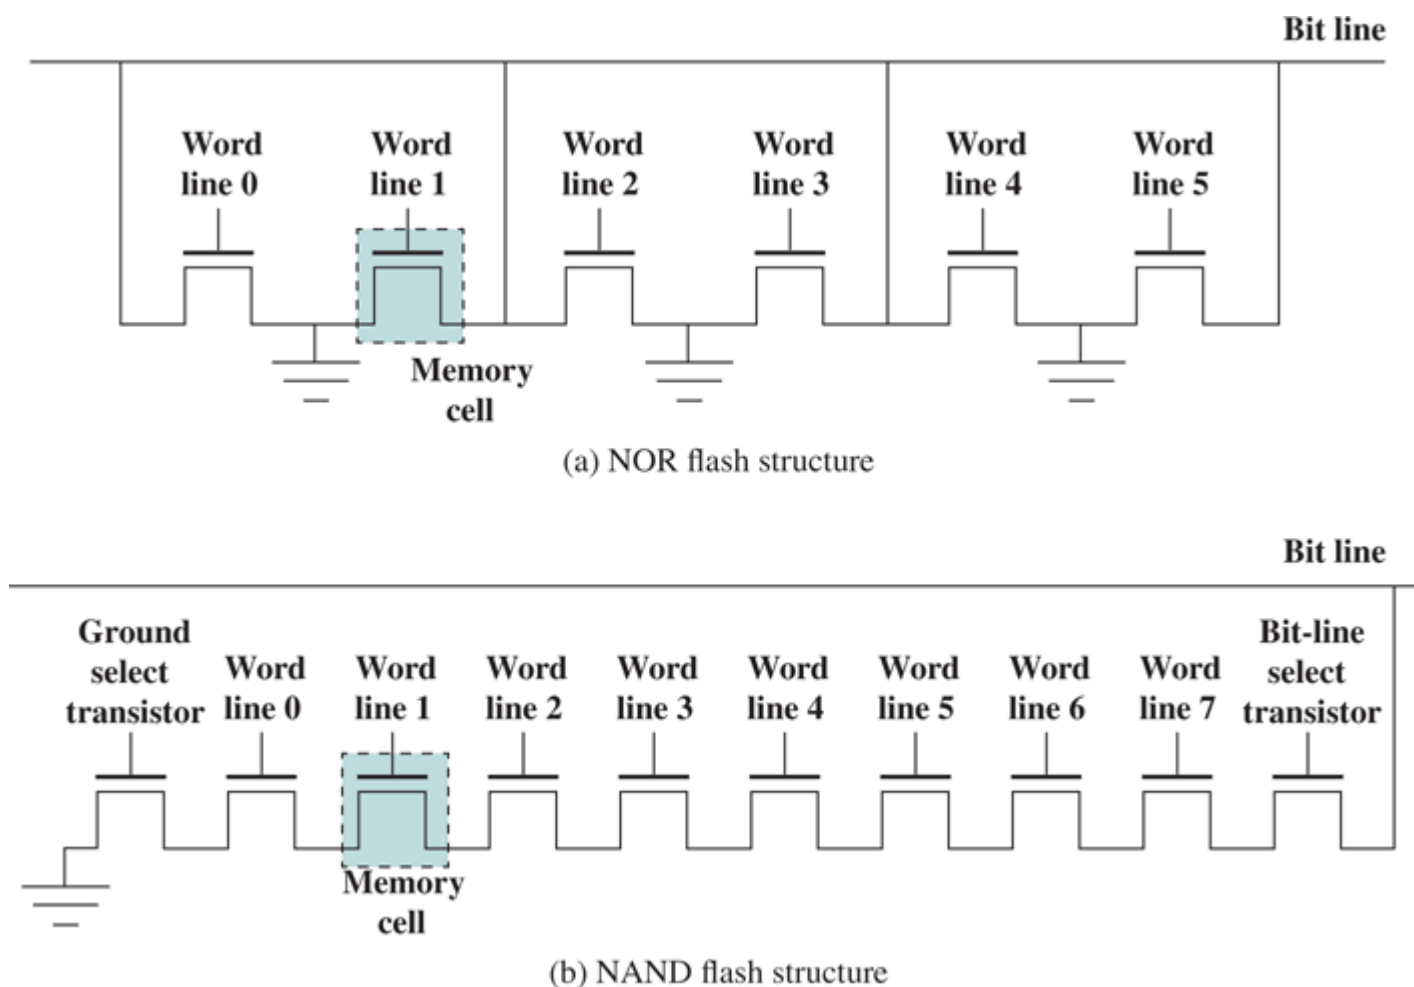 Bit line
Word Word Word Word Word Word
line 0 line 1 line 2 line 3 line 4 line 5
Memory
cell
(a) NOR flash structure
Bit line
Ground
select
transistor
Word
line 0
Word
line 1
Word
line 2
Word
line 3
Word
line 4
Word
line 5
Word
line 6
Word
line 7
Bit-line
select
transistor
Memory
cell
(b) NAND flash structure